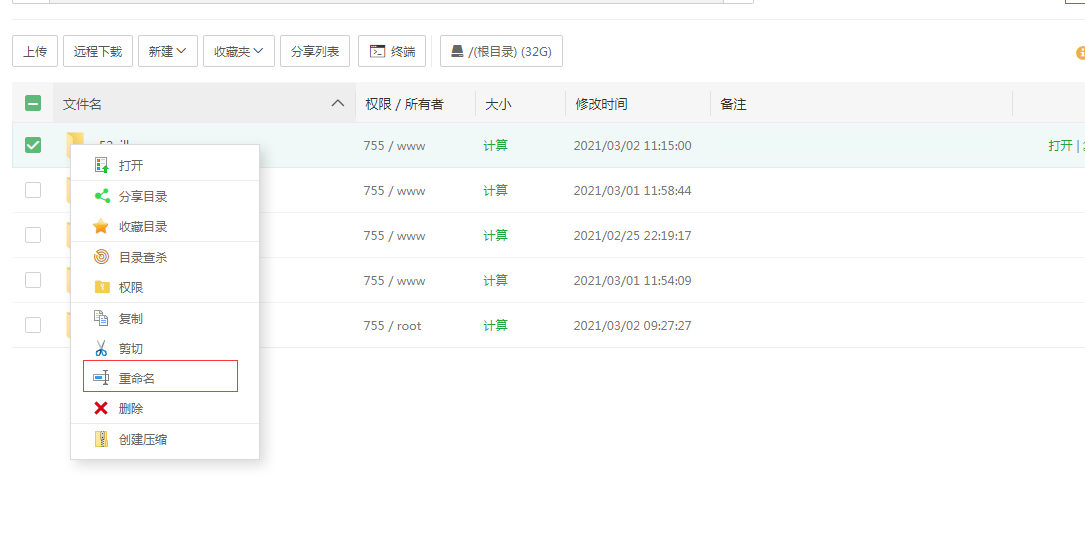 上传 远程下载 新建 收藏夹 分享列表 终端 /(根目录) (32G)
文件名 权限 / 所有者 大小 修改时间 备注
755 / www 计算 2021/03/02 11:15:00 打开 |
755 / www 计算 2021/03/01 11:58:44
755 / www 计算 2021/02/25 22:19:17
755 / www 计算 2021/03/01 11:54:09
755 / root 计算 2021/03/02 09:27:27
打开
分享目录
收藏目录
目录查杀
权限
复制
剪切
重命名
删除
创建压缩